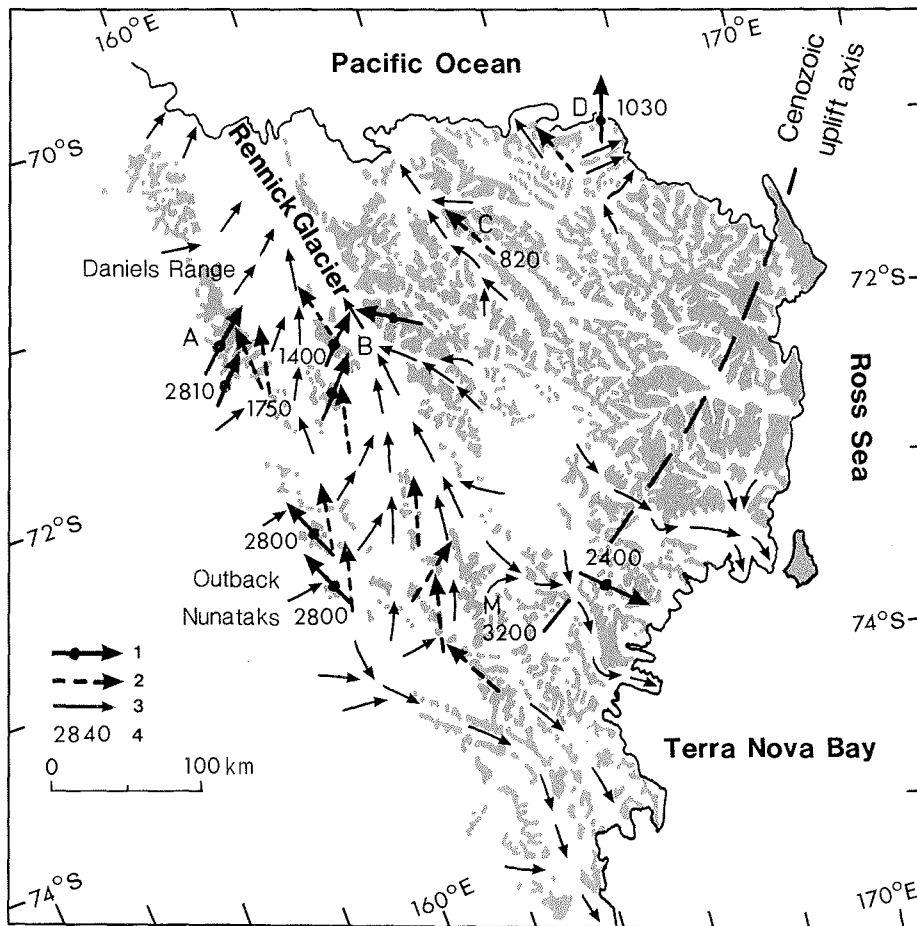 160°E
170°E
Pacific Ocean
Cenozoic
uplift axis
D
1030
70°S
Rennick Glacier
C
820
72°S
Daniels Range
A
1400
B
2810
1750
Ross Sea
72°S
2800
2400
Outback
Nunataks
2800
M
3200
74°S
1
2
3
2840 4
0 100 km
Terra Nova Bay
74°S
160°E
170°E